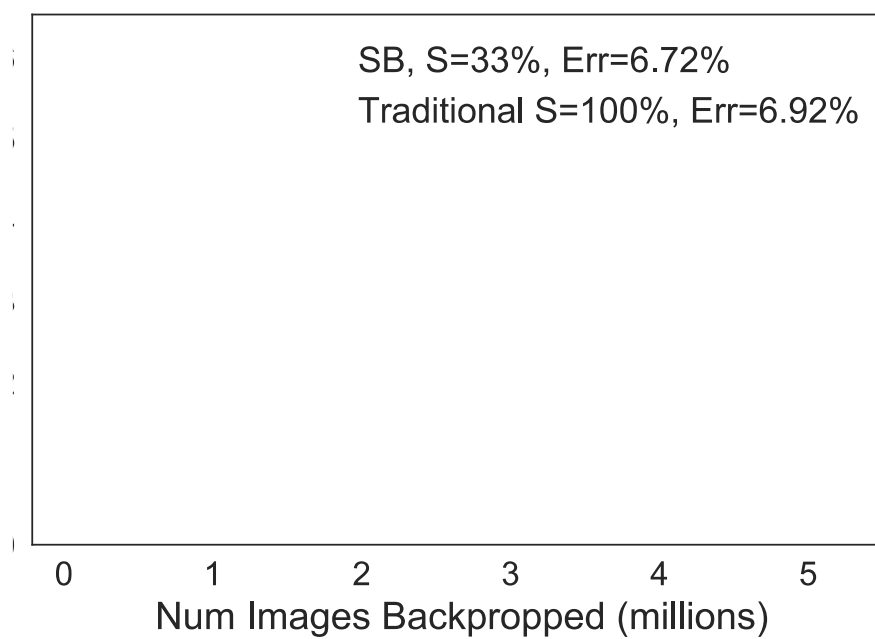 SB, S=33%, Err=6.72%
Traditional S=100%, Err=6.92%
0 1 2 3 4 5
Num Images Backpropped (millions)